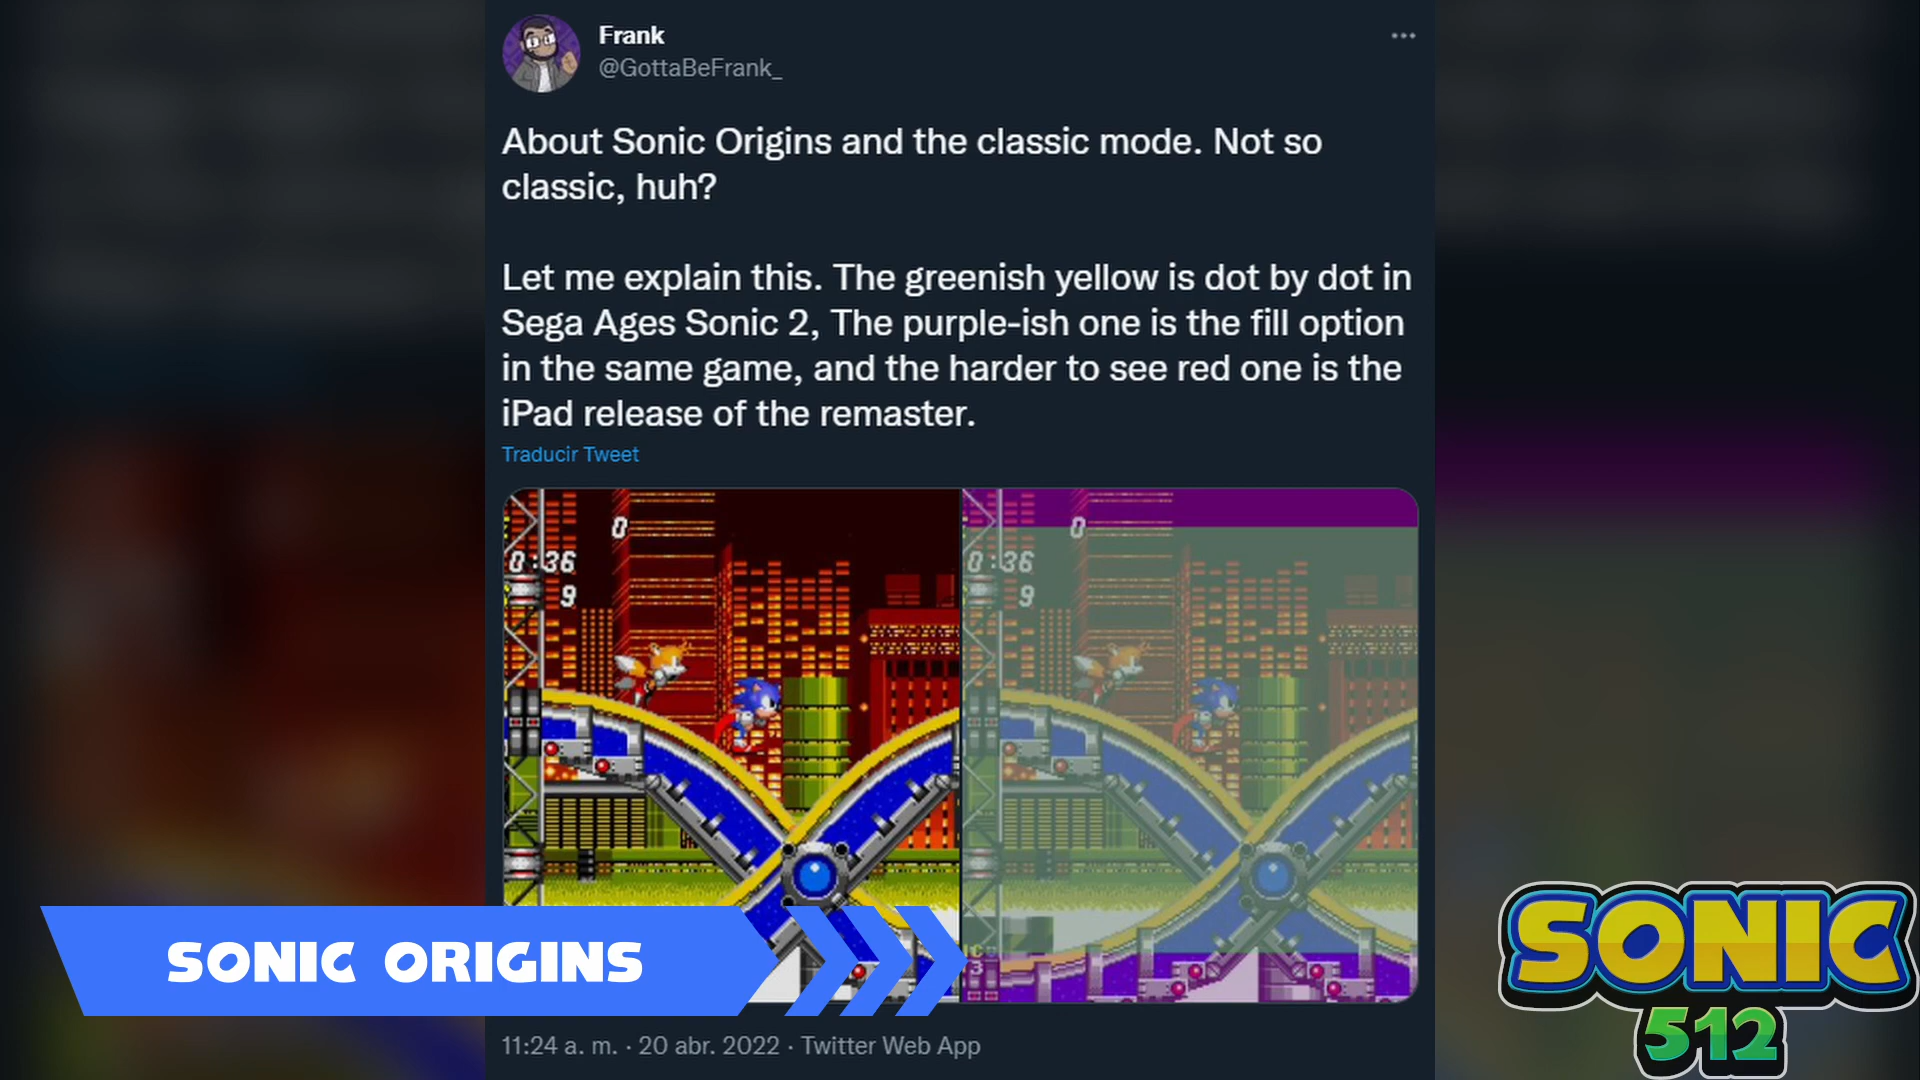 Frank
@GottaBeFrank_
About Sonic Origins and the classic mode. Not so
classic, huh?
Let me explain this. The greenish yellow is dot by dot in
Sega Ages Sonic 2, The purple-ish one is the fill option
in the same game, and the harder to see red one is the
iPad release of the remaster.
Traducir Tweet
0
0:36
9
0
0:36
9
SONIC ORIGINS
11:24 a. m. · 20 abr. 2022 · Twitter Web App
SONIC
512